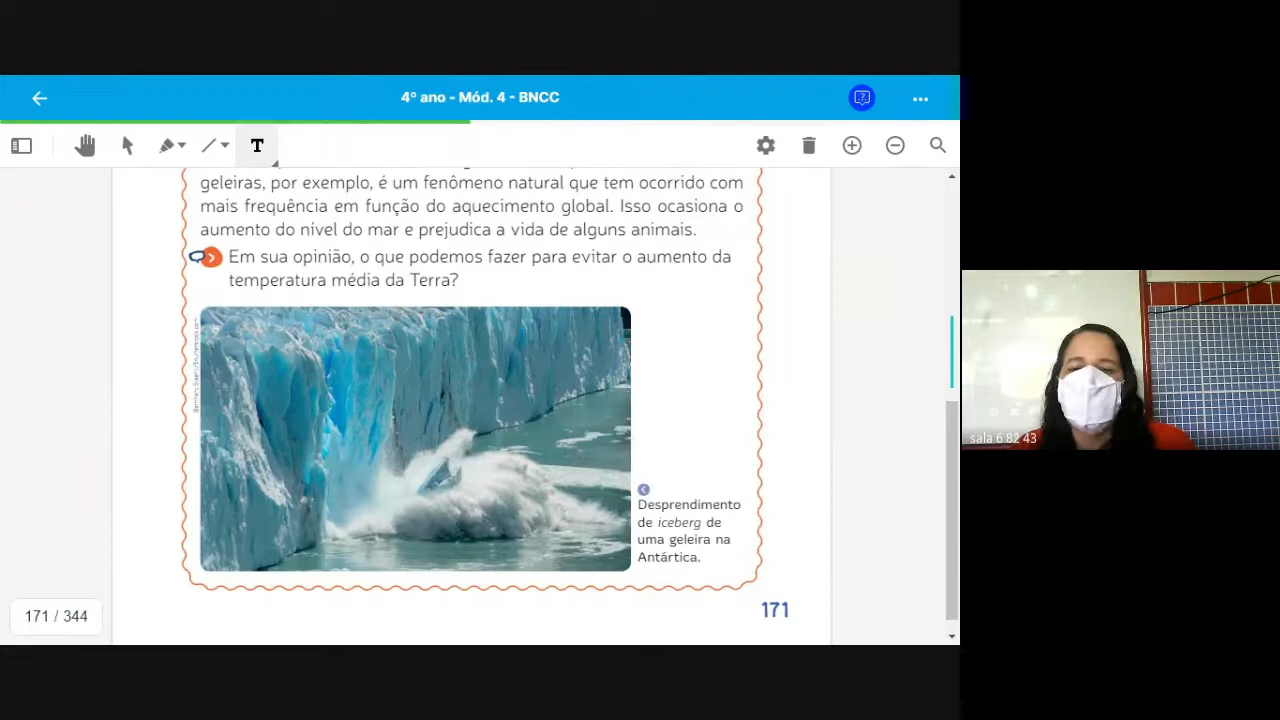 4º ano - Mód. 4 - BNCC
T
geleiras, por exemplo, é um fenômeno natural que tem ocorrido com
mais frequência em função do aquecimento global. Isso ocasiona o
aumento do nível do mar e prejudica a vida de alguns animais.
Em sua opinião, o que podemos fazer para evitar o aumento da
temperatura média da Terra?
Desprendimento
de iceberg de
uma geleira na
Antártica.
171
171 / 344
sala 6 82 43